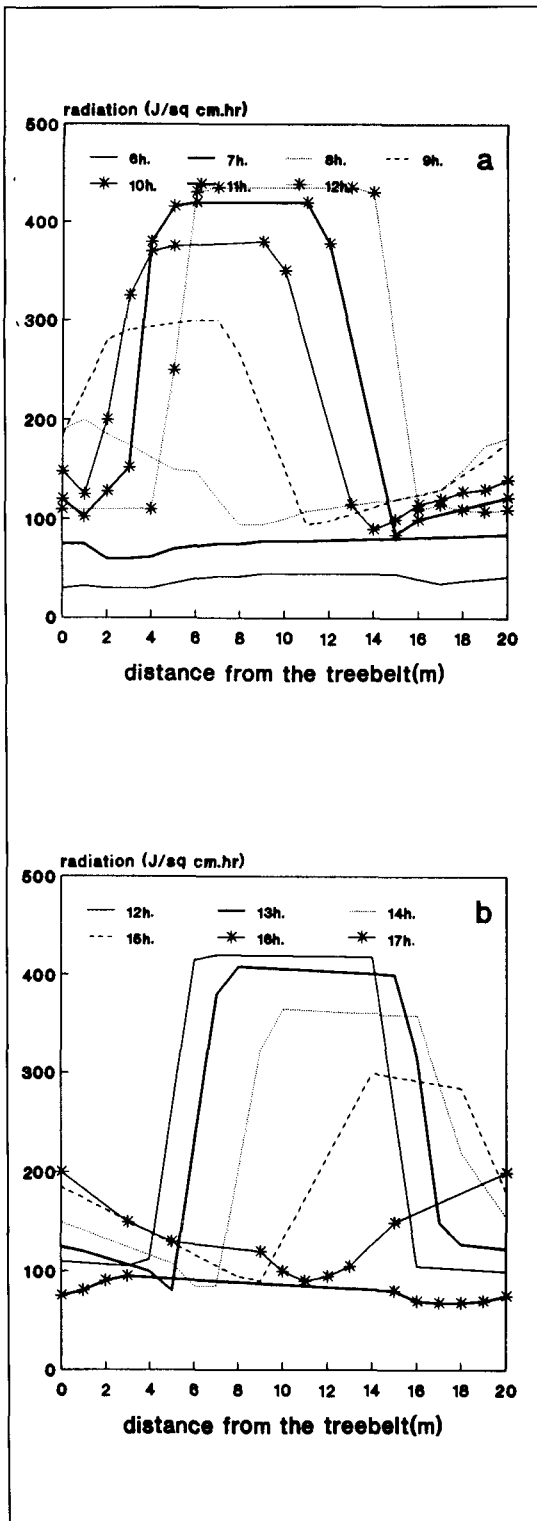 radiation (J/sq cm.hr)
500
400
300
200
100
0
6h. 7h. 8h. 9h.
10h. 11h. 12h.
a
0 2 4 6 8 10 12 14 16 18 20
distance from the treebelt(m)
radiation (J/sq cm.hr)
500
400
300
200
100
0
12h. 13h. 14h.
15h. 16h. 17h.
b
0 2 4 6 8 10 12 14 16 18 20
distance from the treebelt(m)